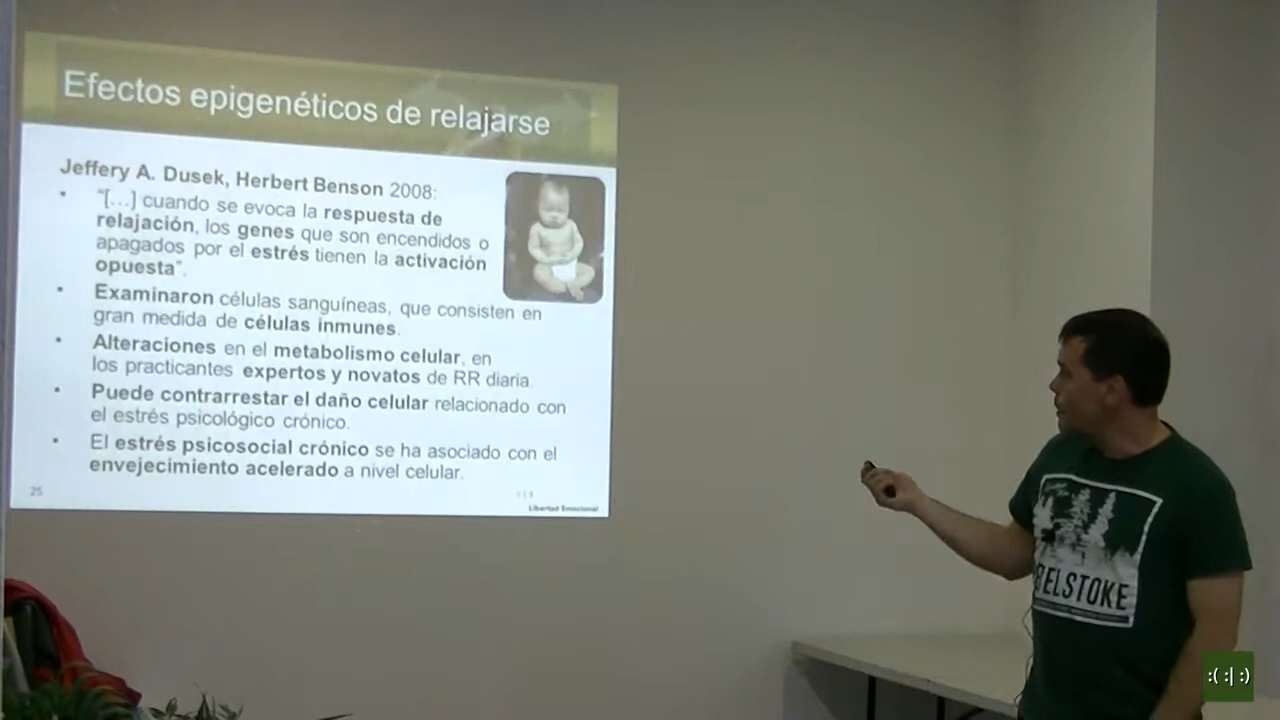 Efectos epigenéticos de relajarse
Jeffery A. Dusek, Herbert Benson 2008:
• “[...] cuando se evoca la respuesta de
relajación, los genes que son encendidos o
apagados por el estrés tienen la activación
opuesta”.
• Examinaron células sanguíneas, que consisten en
gran medida de células inmunes.
• Alteraciones en el metabolismo celular, en
los practicantes expertos y novatos de RR diaria.
• Puede contrarrestar el daño celular relacionado con
el estrés psicológico crónico.
• El estrés psicosocial crónico se ha asociado con el
envejecimiento acelerado a nivel celular.
25
Libertad Emocional
ELSTOKE
:( :| :)